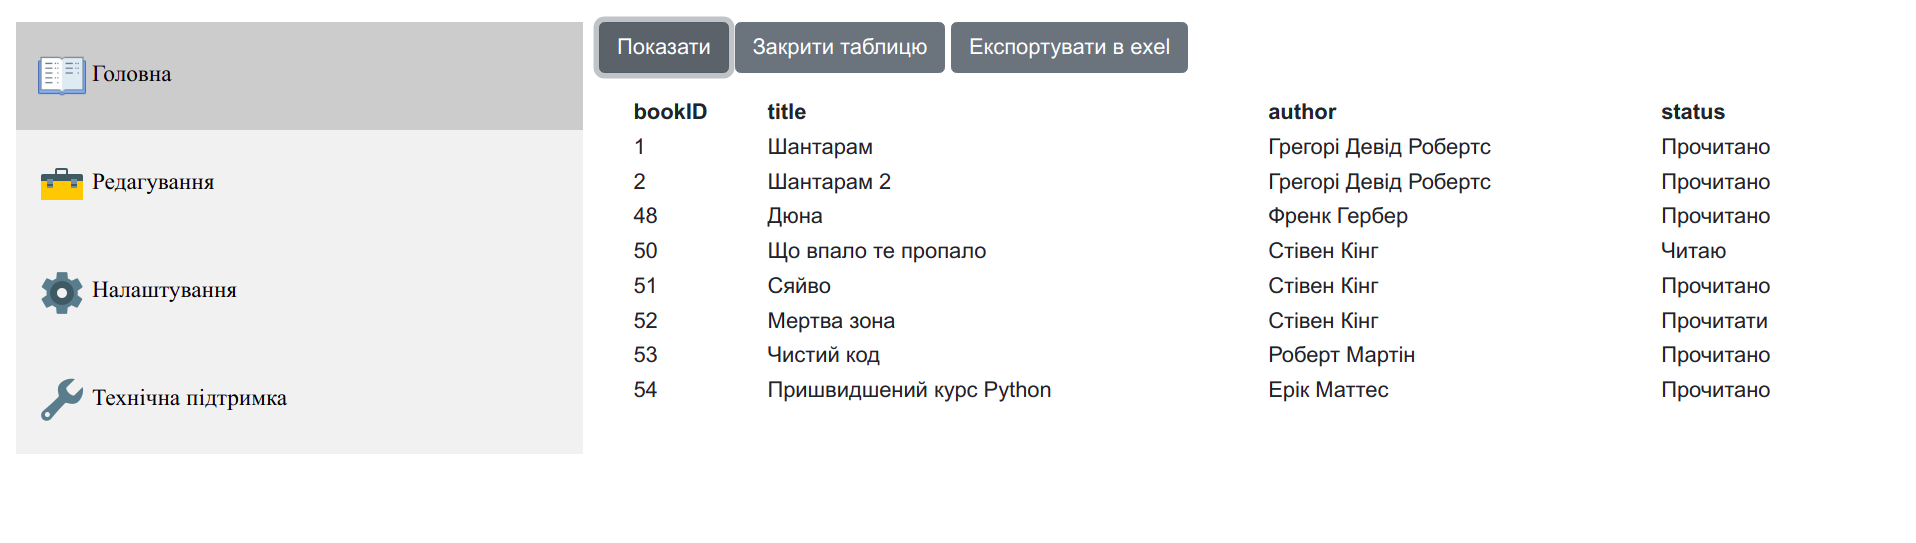 Головна
Редагування
Налаштування
Технічна підтримка
Показати Закрити таблицю Експортувати в exel
bookID title author status
1 Шантарам Грегорі Девід Робертс Прочитано
2 Шантарам 2 Грегорі Девід Робертс Прочитано
48 Дюна Френк Гербер Прочитано
50 Що впало те пропало Стівен Кінг Читаю
51 Сяйво Стівен Кінг Прочитано
52 Мертва зона Стівен Кінг Прочитати
53 Чистий код Роберт Мартін Прочитано
54 Пришвидшений курс Python Ерік Маттес Прочитано